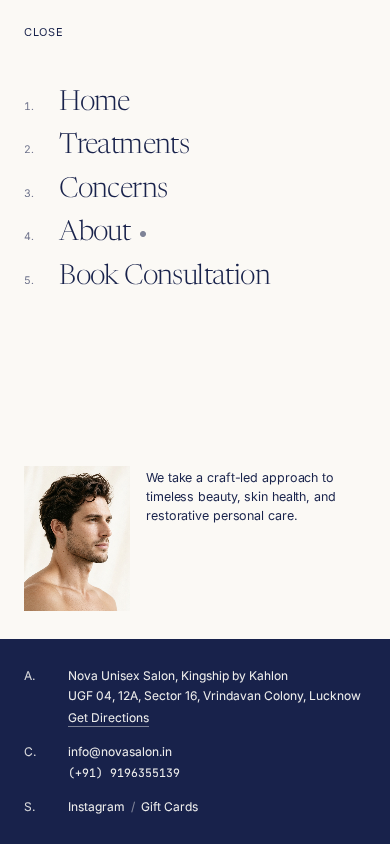 CLOSE
1. Home
2. Treatments
3. Concerns
4. About •
5. Book Consultation
We take a craft-led approach to
timeless beauty, skin health, and
restorative personal care.
A. Nova Unisex Salon, Kingship by Kahlon
UGF 04, 12A, Sector 16, Vrindavan Colony, Lucknow
Get Directions
C. info@novasalon.in
(+91) 9196355139
S. Instagram / Gift Cards